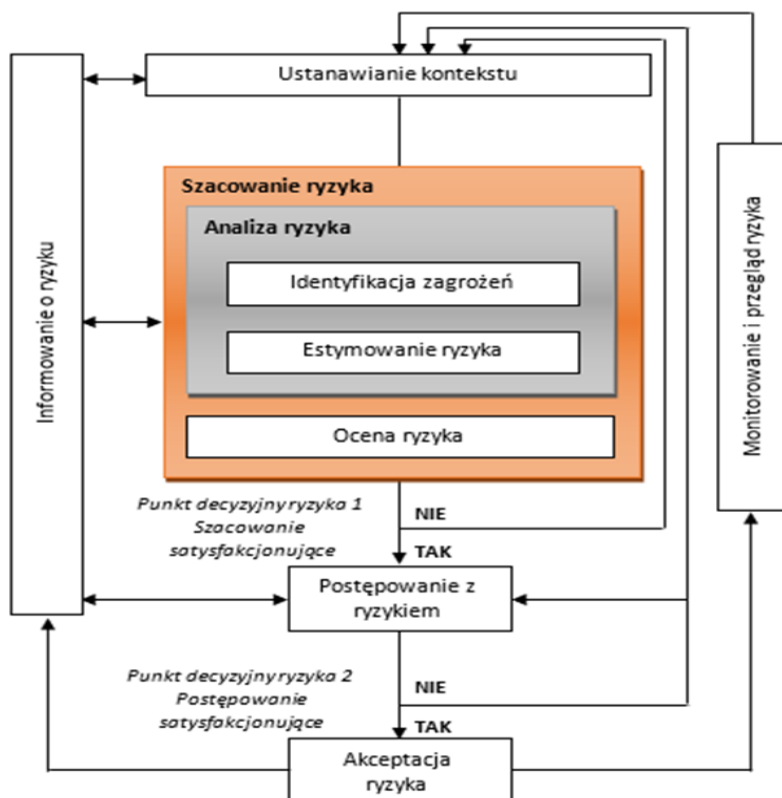 Ustanawianie kontekstu
Informowanie o ryzyku
Szacowanie ryzyka
Analiza ryzyka
Identyfikacja zagrożeń
Estymowanie ryzyka
Ocena ryzyka
Monitorowanie i przegląd ryzyka
Punkt decyzyjny ryzyka 1
Szacowanie
satysfakcjonujące
NIE
TAK
Postępowanie z
ryzykiem
Punkt decyzyjny ryzyka 2
Postępowanie
satysfakcjonujące
NIE
TAK
Akceptacja
ryzyka